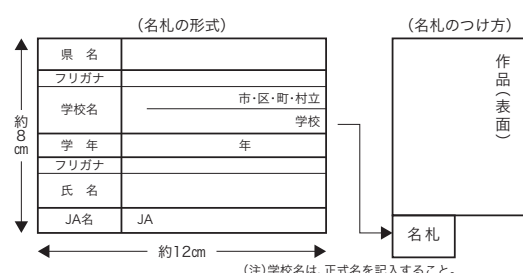 (名札の形式)
(名札のつけ方)
県 名
フリガナ
学校名
市・区・町・村立
学校
学 年
年
フリガナ
氏 名
JA名
JA
約8㎝
約12㎝
作品(表面)
名札
(注)学校名は、正式名を記入すること。